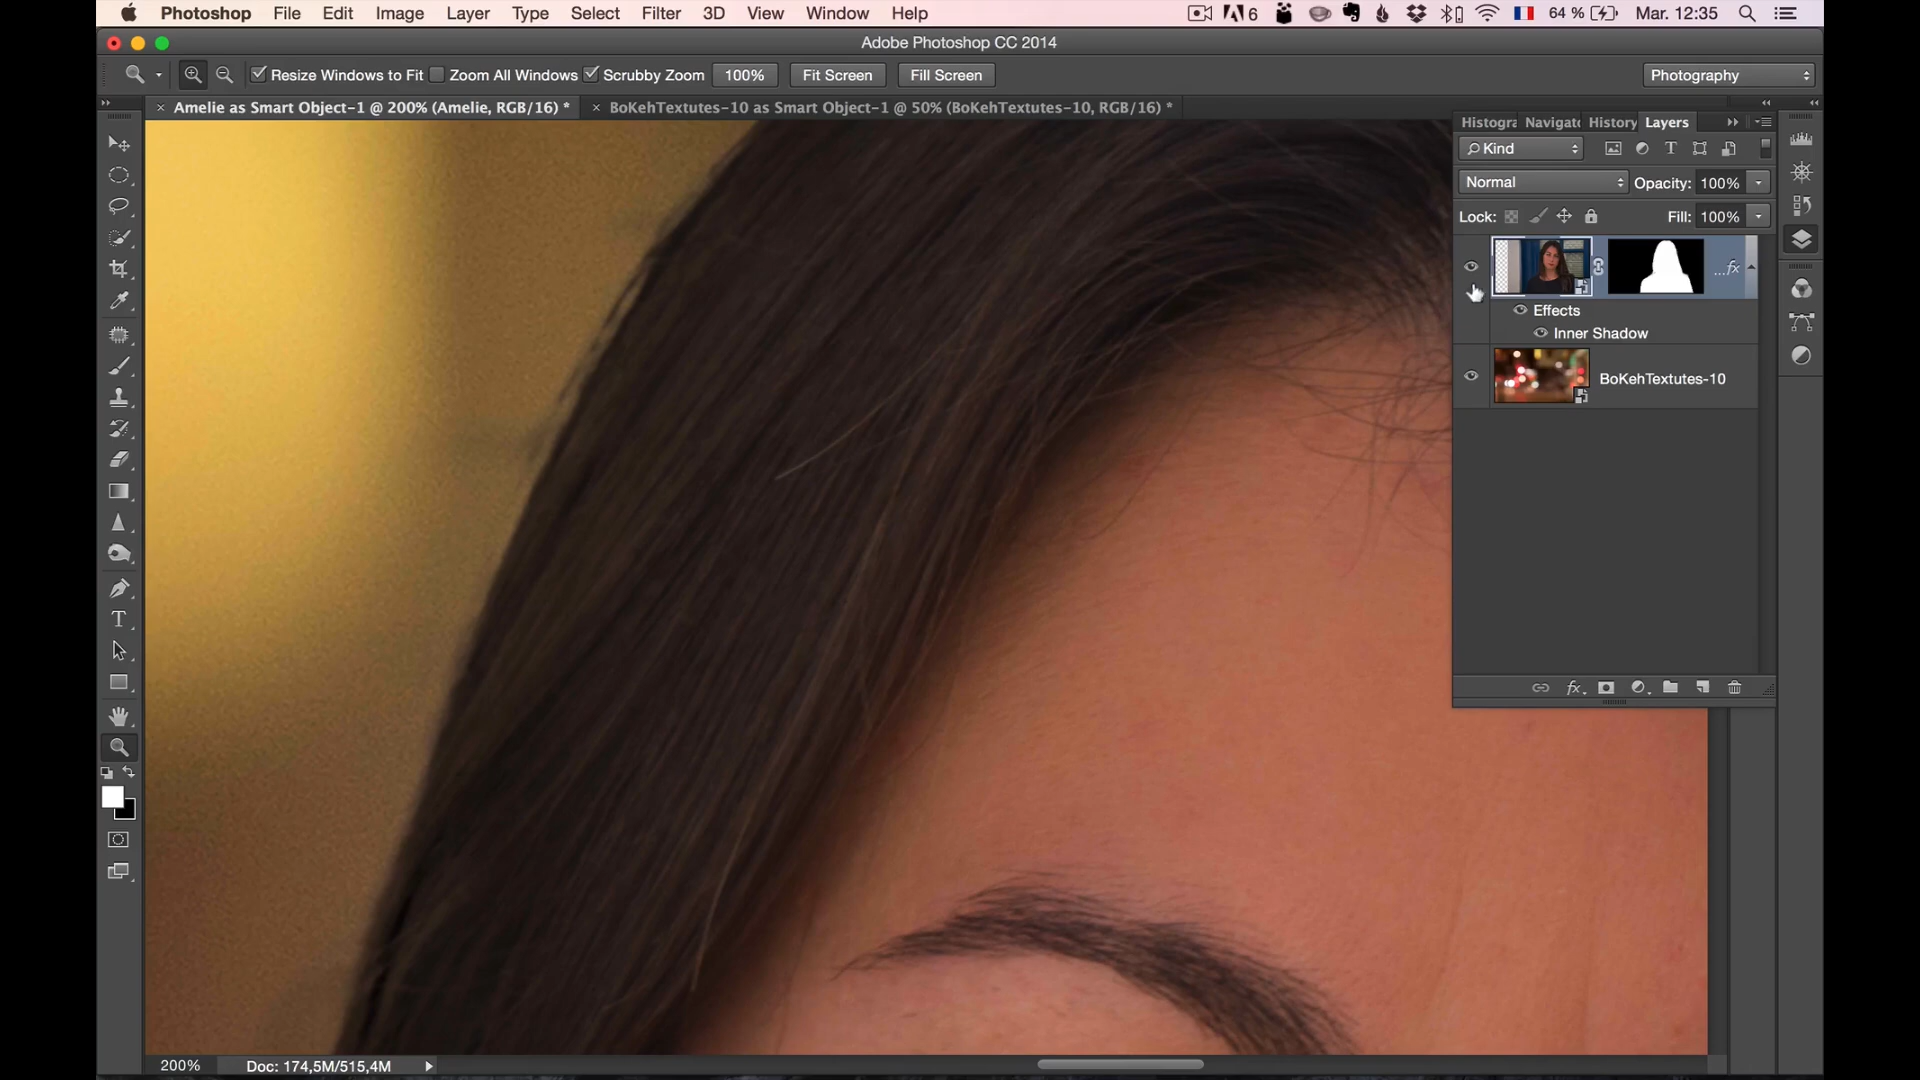 Photoshop File Edit Image Layer Type Select Filter 3D View Window Help 6 64 % Mar. 12:35
Adobe Photoshop CC 2014
Resize Windows to Fit Zoom All Windows Scrubby Zoom 100% Fit Screen Fill Screen Photography
× Amelie as Smart Object-1 @ 200% (Amelie, RGB/16) * × BoKehTextutes-10 as Smart Object-1 @ 50% (BoKehTextutes-10, RGB/16) *
Histogra Navigato History Layers
Kind
Normal Opacity: 100%
Lock: Fill: 100%
...fx
Effects
Inner Shadow
BoKehTextutes-10
fx
200% Doc: 174,5M/515,4M